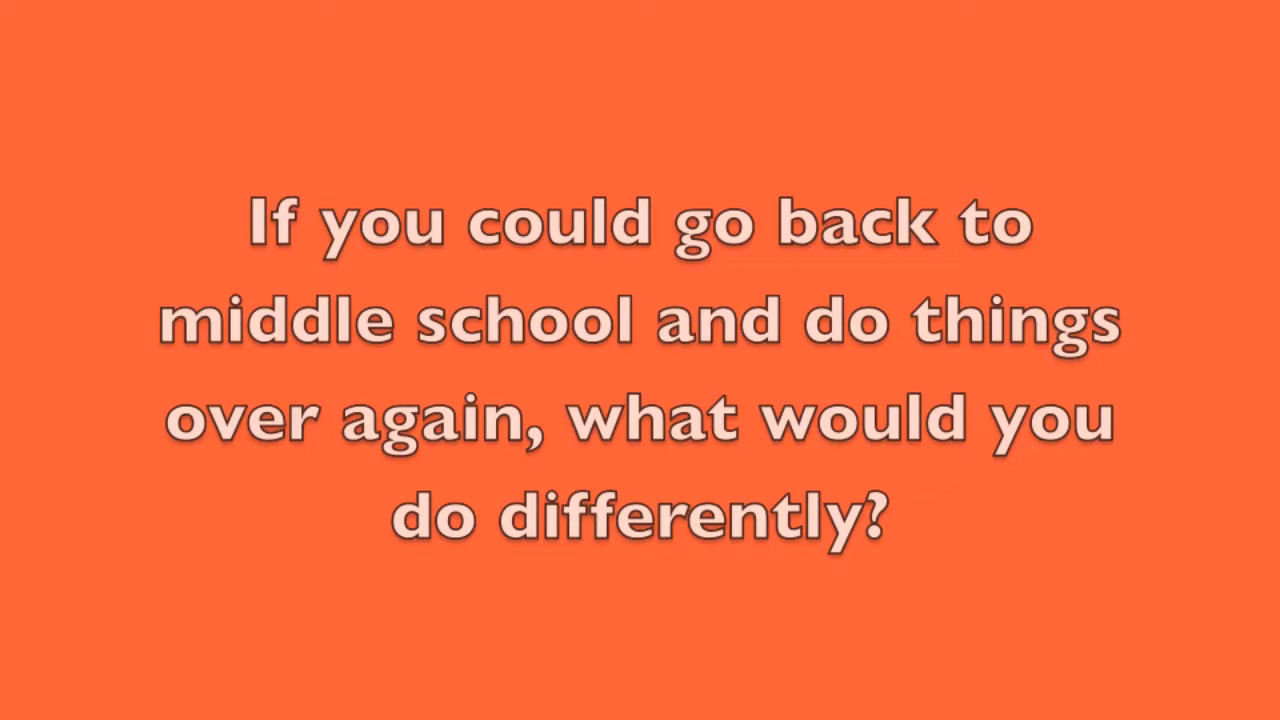 If you could go back to
middle school and do things
over again, what would you
do differently?